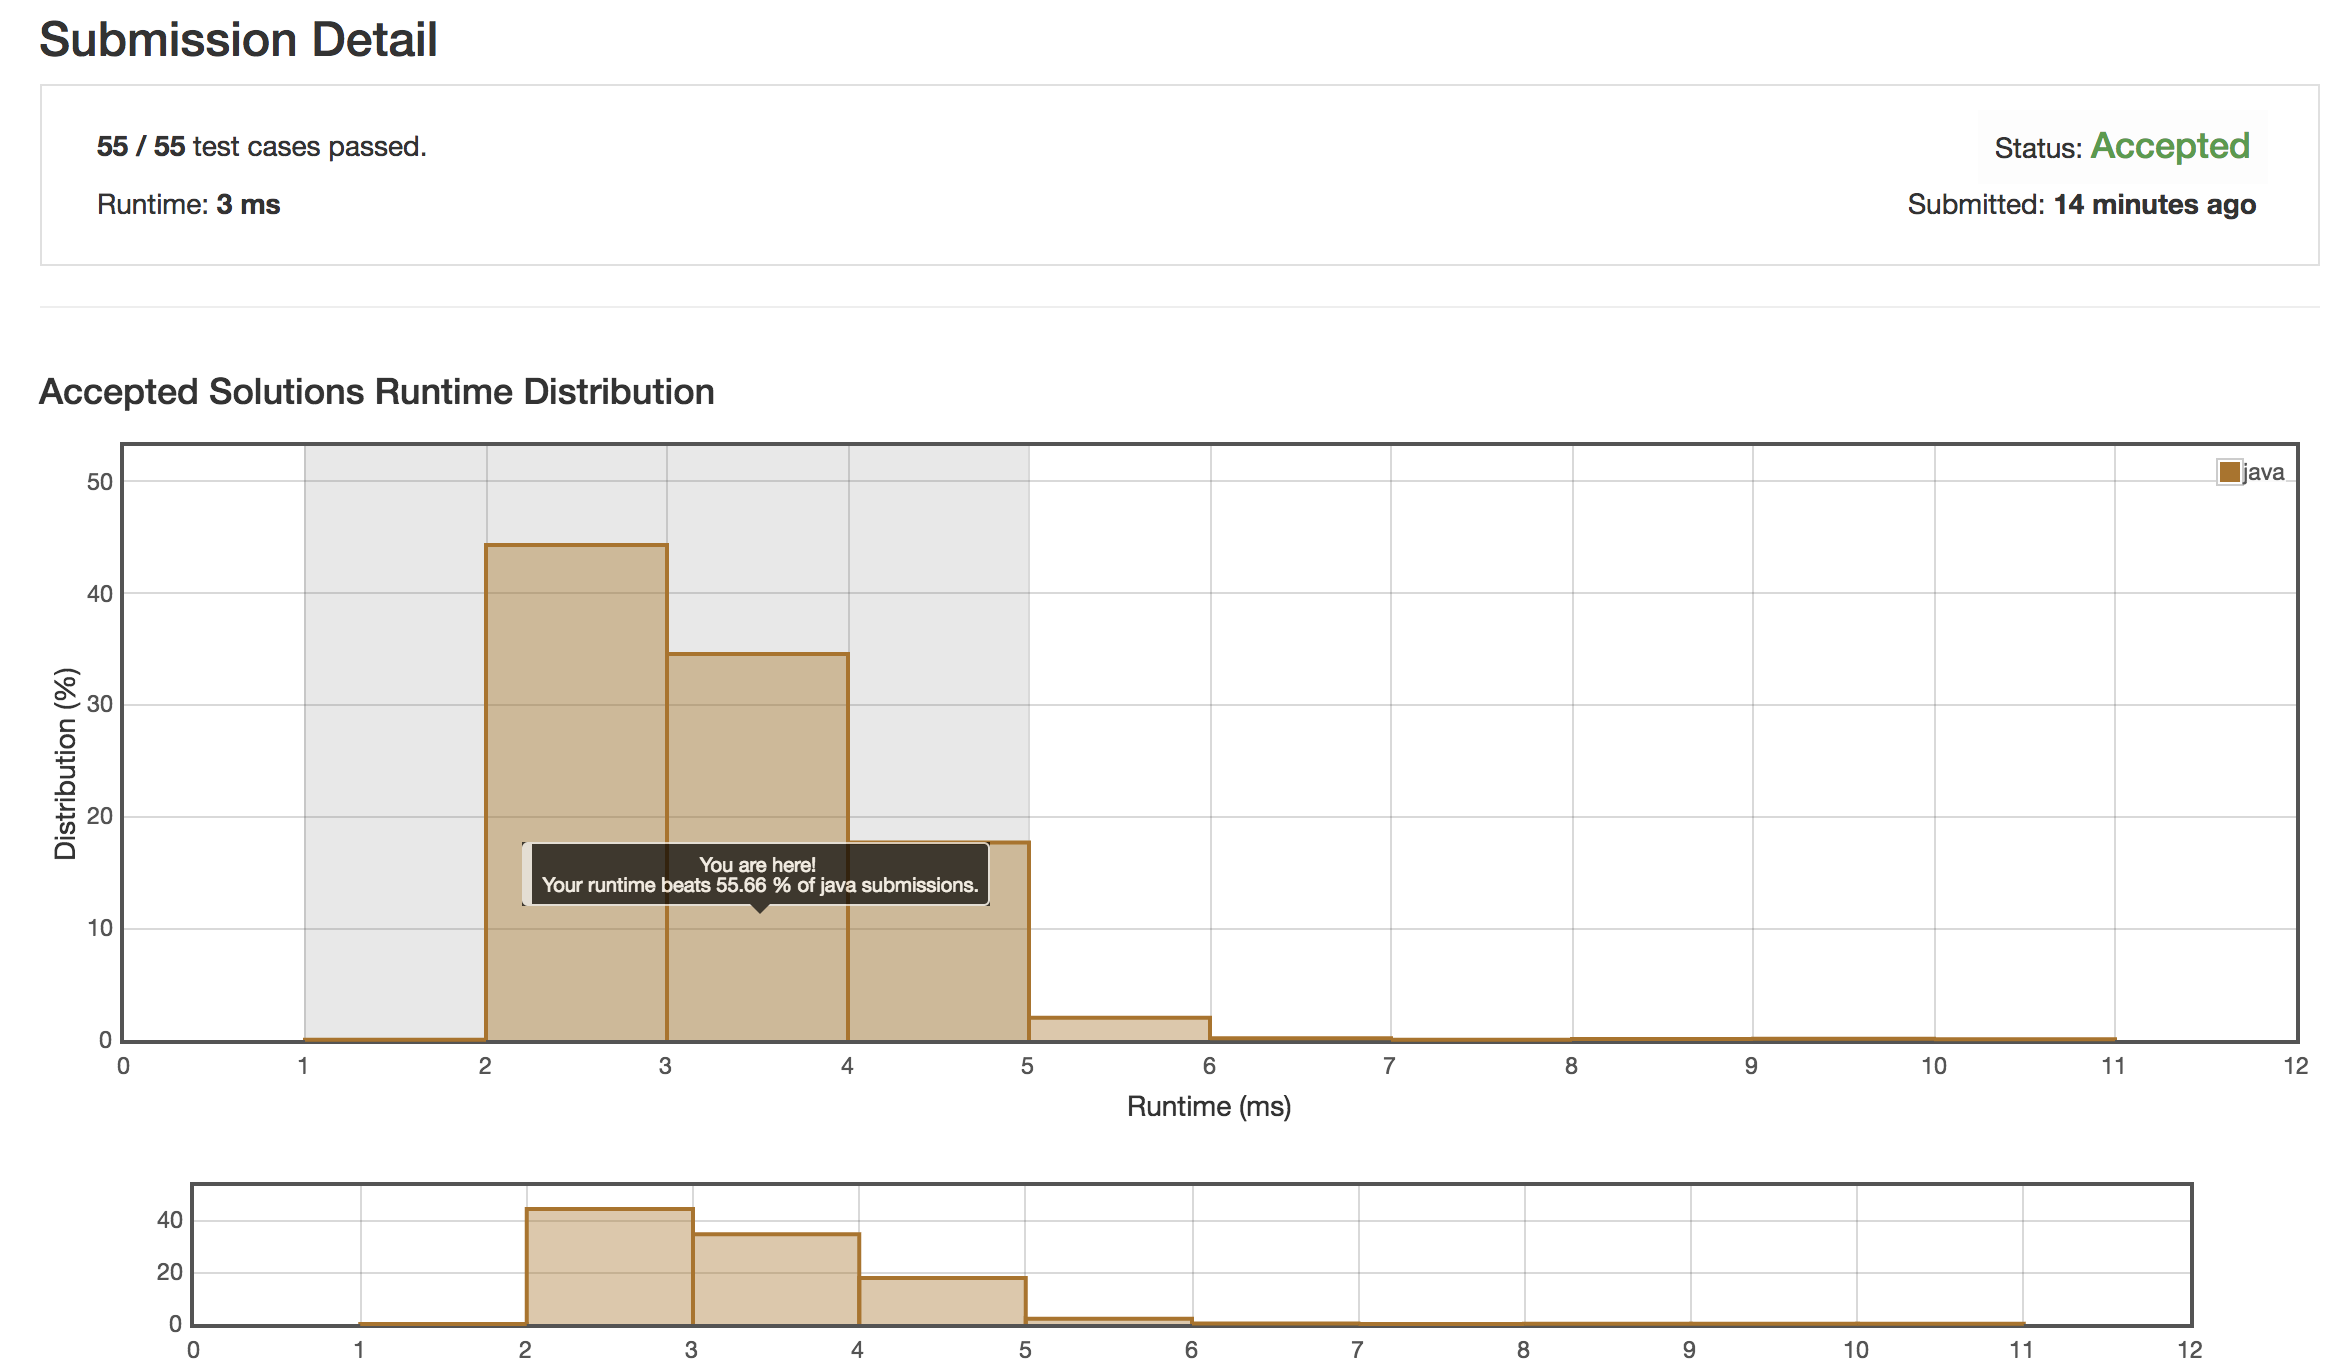 Submission Detail
55 / 55 test cases passed.
Status: Accepted
Runtime: 3 ms
Submitted: 14 minutes ago
Accepted Solutions Runtime Distribution
java
50
40
30
20
10
0
Distribution (%)
You are here!
Your runtime beats 55.66 % of java submissions.
0 1 2 3 4 5 6 7 8 9 10 11 12
Runtime (ms)
40
20
0
0 1 2 3 4 5 6 7 8 9 10 11 12